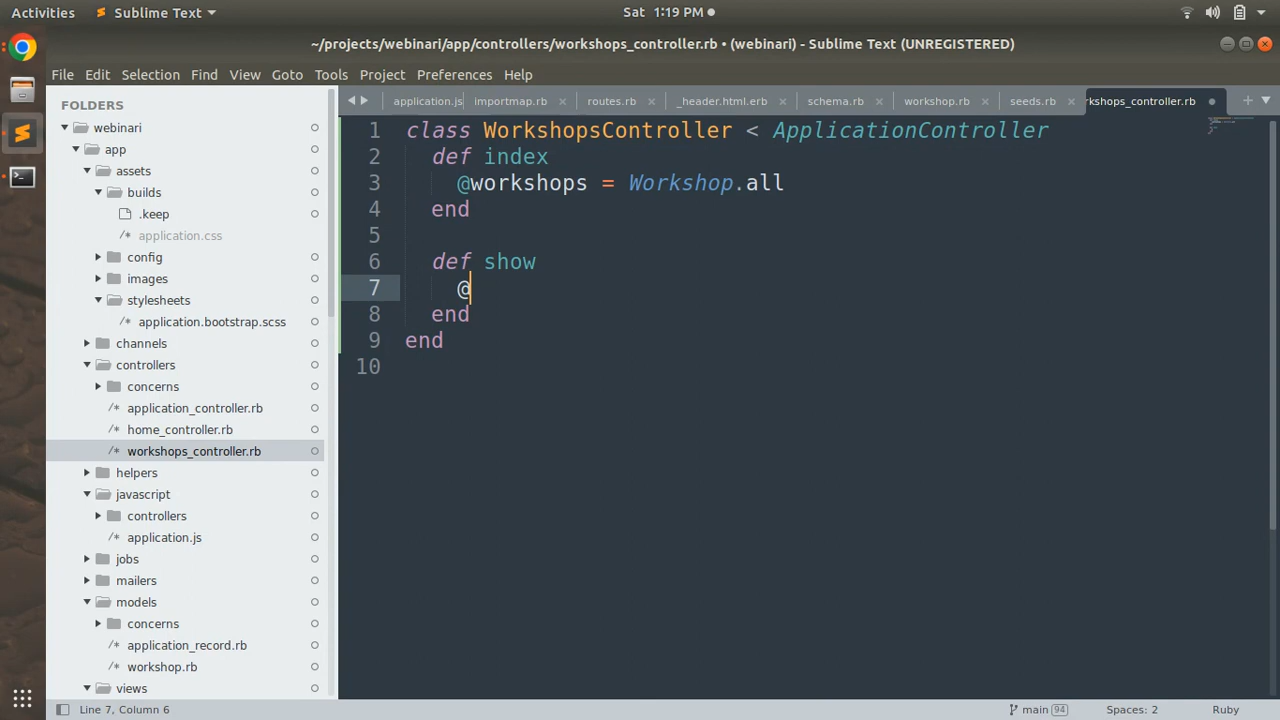 Activities
Sublime Text
Sat 1:19 PM
~/projects/webinari/app/controllers/workshops_controller.rb • (webinari) - Sublime Text (UNREGISTERED)
File Edit Selection Find View Goto Tools Project Preferences Help
FOLDERS
webinari
app
assets
builds
.keep
application.css
config
images
stylesheets
application.bootstrap.scss
channels
controllers
concerns
/* application_controller.rb
/* home_controller.rb
/* workshops_controller.rb
helpers
javascript
controllers
/* application.js
jobs
mailers
models
concerns
/* application_record.rb
/* workshop.rb
views
application.js importmap.rb routes.rb _header.html.erb schema.rb workshop.rb seeds.rb rkshops_controller.rb
1 class WorkshopsController < ApplicationController
2 def index
3 @workshops = Workshop.all
4 end
5
6 def show
7 @
8 end
9 end
10
Line 7, Column 6
main 94
Spaces: 2
Ruby